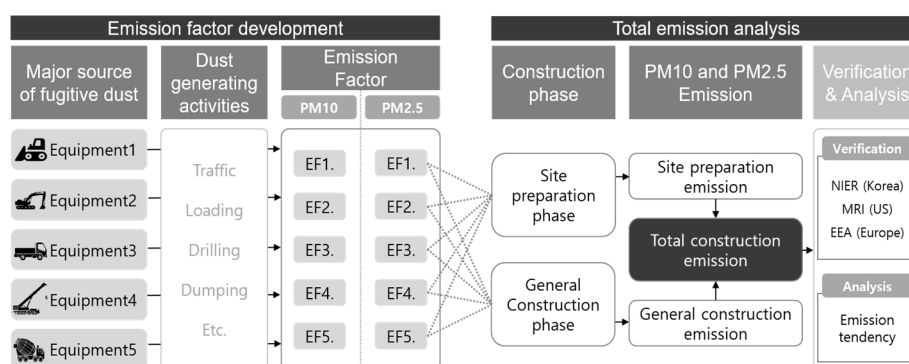 Emission factor development
Total emission analysis
Major source
of fugitive dust
Dust
generating
activities
Emission
Factor
PM10
PM2.5
Construction
phase
PM10 and PM2.5
Emission
Verification
& Analysis
Equipment1
Equipment2
Equipment3
Equipment4
Equipment5
Traffic
Loading
Drilling
Dumping
Etc.
EF1.
EF2.
EF3.
EF4.
EF5.
EF1.
EF2.
EF3.
EF4.
EF5.
Site
preparation
phase
General
Construction
phase
Site preparation
emission
Total construction
emission
General construction
emission
Verification
NIER (Korea)
MRI (US)
EEA (Europe)
Analysis
Emission
tendency